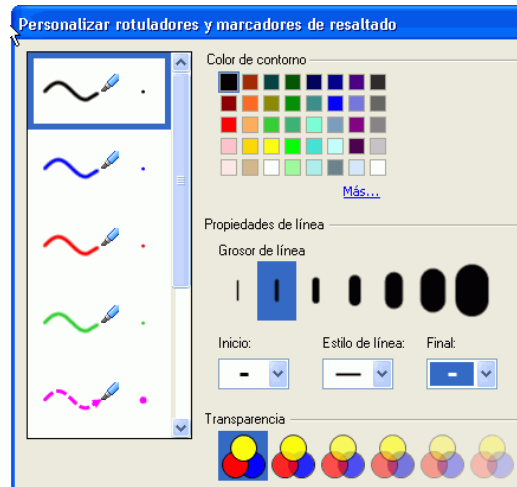 Personalizar rotuladores y marcadores de resaltado
Color de contorno
Más...
Propiedades de línea
Grosor de línea
Inicio: Estilo de línea: Final:
Transparencia